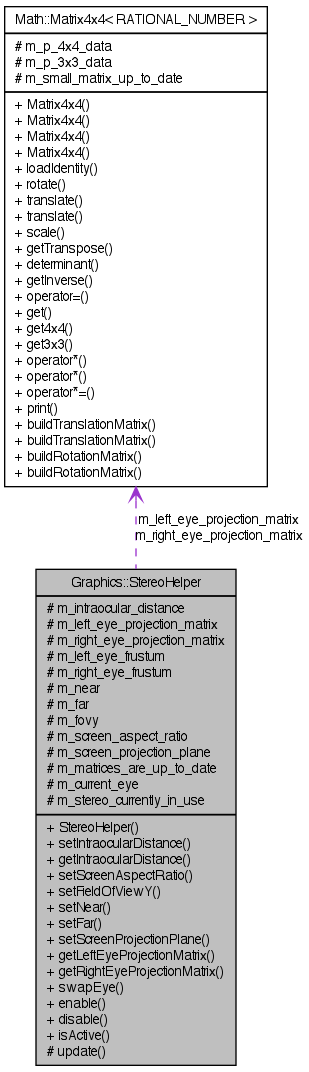 Math::Matrix4x4< RATIONAL_NUMBER >
# m_p_4x4_data
# m_p_3x3_data
# m_small_matrix_up_to_date
+ Matrix4x4()
+ Matrix4x4()
+ Matrix4x4()
+ Matrix4x4()
+ loadIdentity()
+ rotate()
+ translate()
+ translate()
+ scale()
+ getTranspose()
+ determinant()
+ getInverse()
+ operator=()
+ get()
+ get4x4()
+ get3x3()
+ operator*()
+ operator*()
+ operator*=()
+ print()
+ buildTranslationMatrix()
+ buildTranslationMatrix()
+ buildRotationMatrix()
+ buildRotationMatrix()
m_left_eye_projection_matrix
m_right_eye_projection_matrix
Graphics::StereoHelper
# m_intraocular_distance
# m_left_eye_projection_matrix
# m_right_eye_projection_matrix
# m_left_eye_frustum
# m_right_eye_frustum
# m_near
# m_far
# m_fovy
# m_screen_aspect_ratio
# m_screen_projection_plane
# m_matrices_are_up_to_date
# m_current_eye
# m_stereo_currently_in_use
+ StereoHelper()
+ setIntraocularDistance()
+ getIntraocularDistance()
+ setScreenAspectRatio()
+ setFieldOfViewY()
+ setNear()
+ setFar()
+ setScreenProjectionPlane()
+ getLeftEyeProjectionMatrix()
+ getRightEyeProjectionMatrix()
+ swapEye()
+ enable()
+ disable()
+ isActive()
# update()